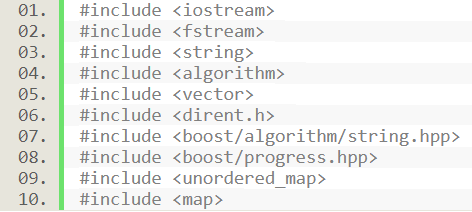 01. #include <iostream>
02. #include <fstream>
03. #include <string>
04. #include <algorithm>
05. #include <vector>
06. #include <dirent.h>
07. #include <boost/algorithm/string.hpp>
08. #include <boost/progress.hpp>
09. #include <unordered_map>
10. #include <map>